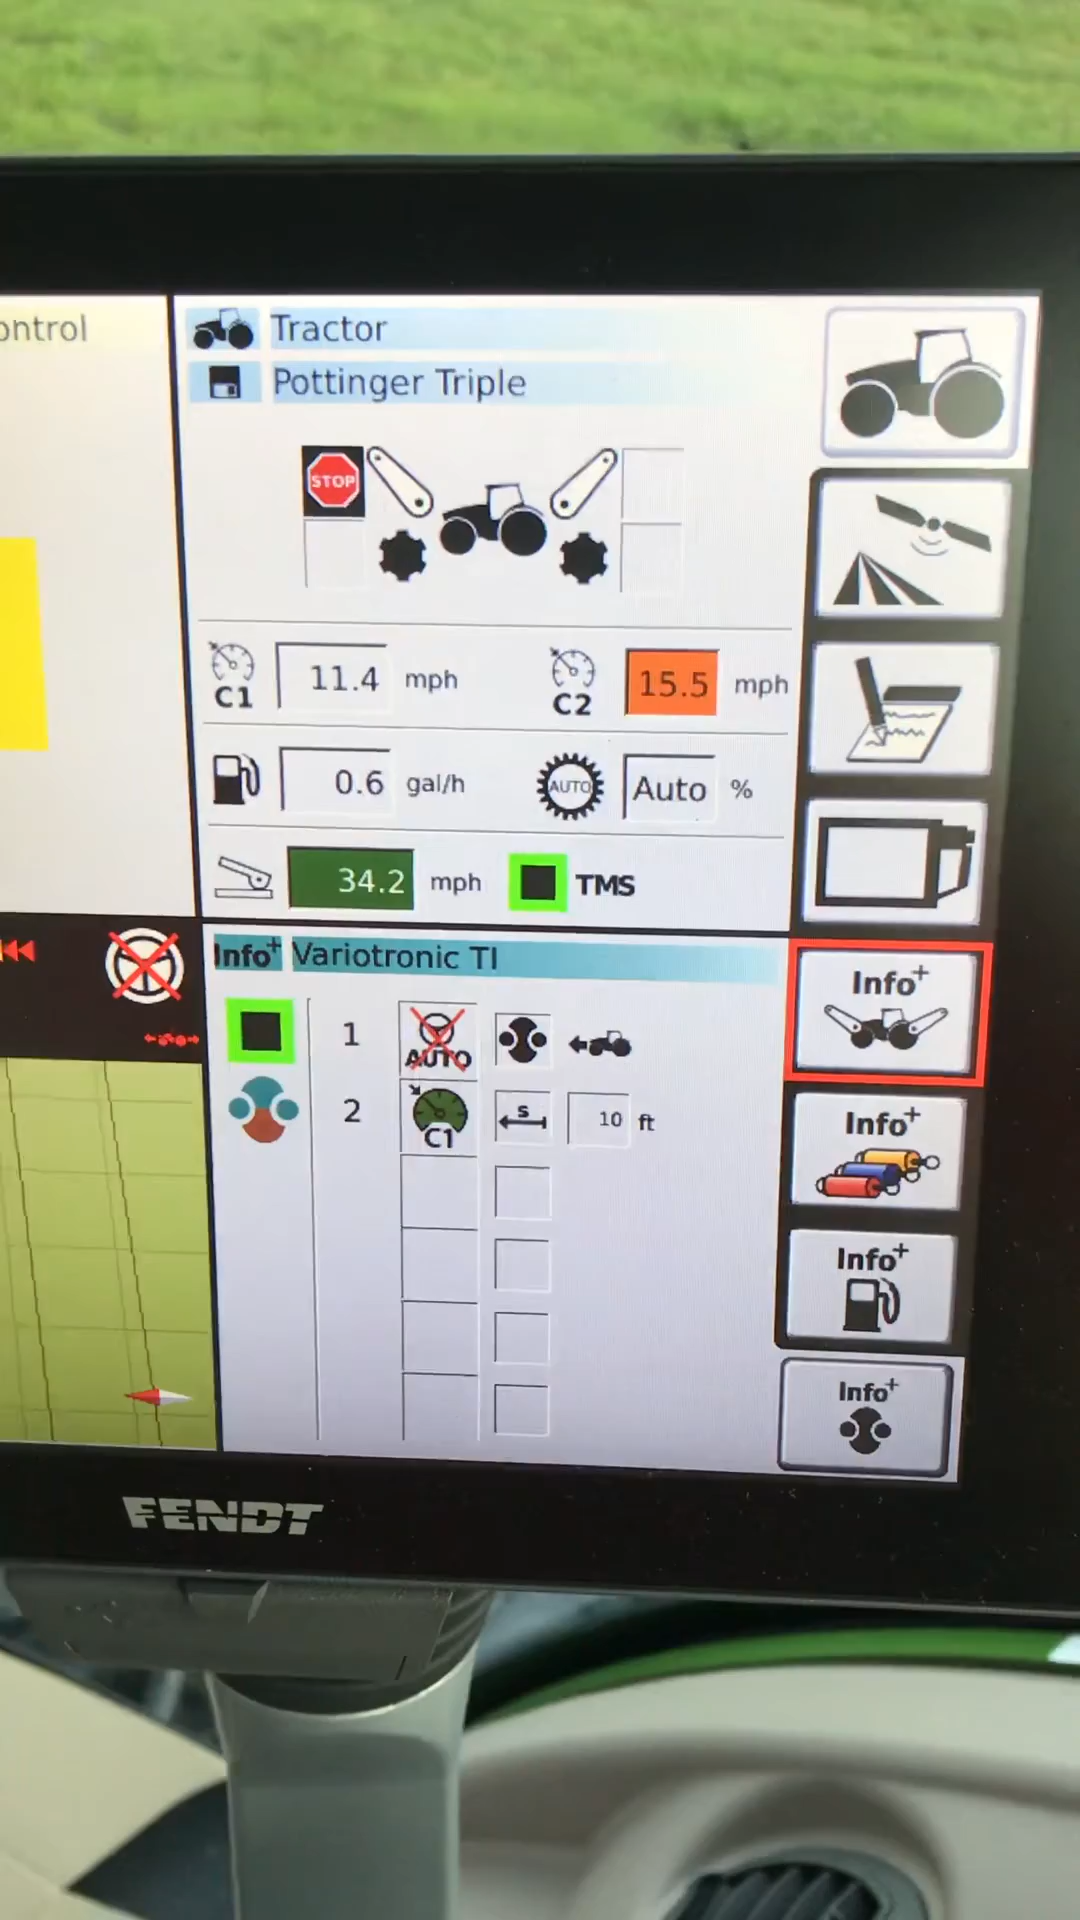 ontrol
Tractor
Pottinger Triple
STOP
C1 11.4 mph C2 15.5 mph
0.6 gal/h AUTO Auto %
34.2 mph TMS
Info+ Variotronic TI
1 AUTO
2 C1 s 10 ft
Info+
Info+
Info+
Info+
FENDT